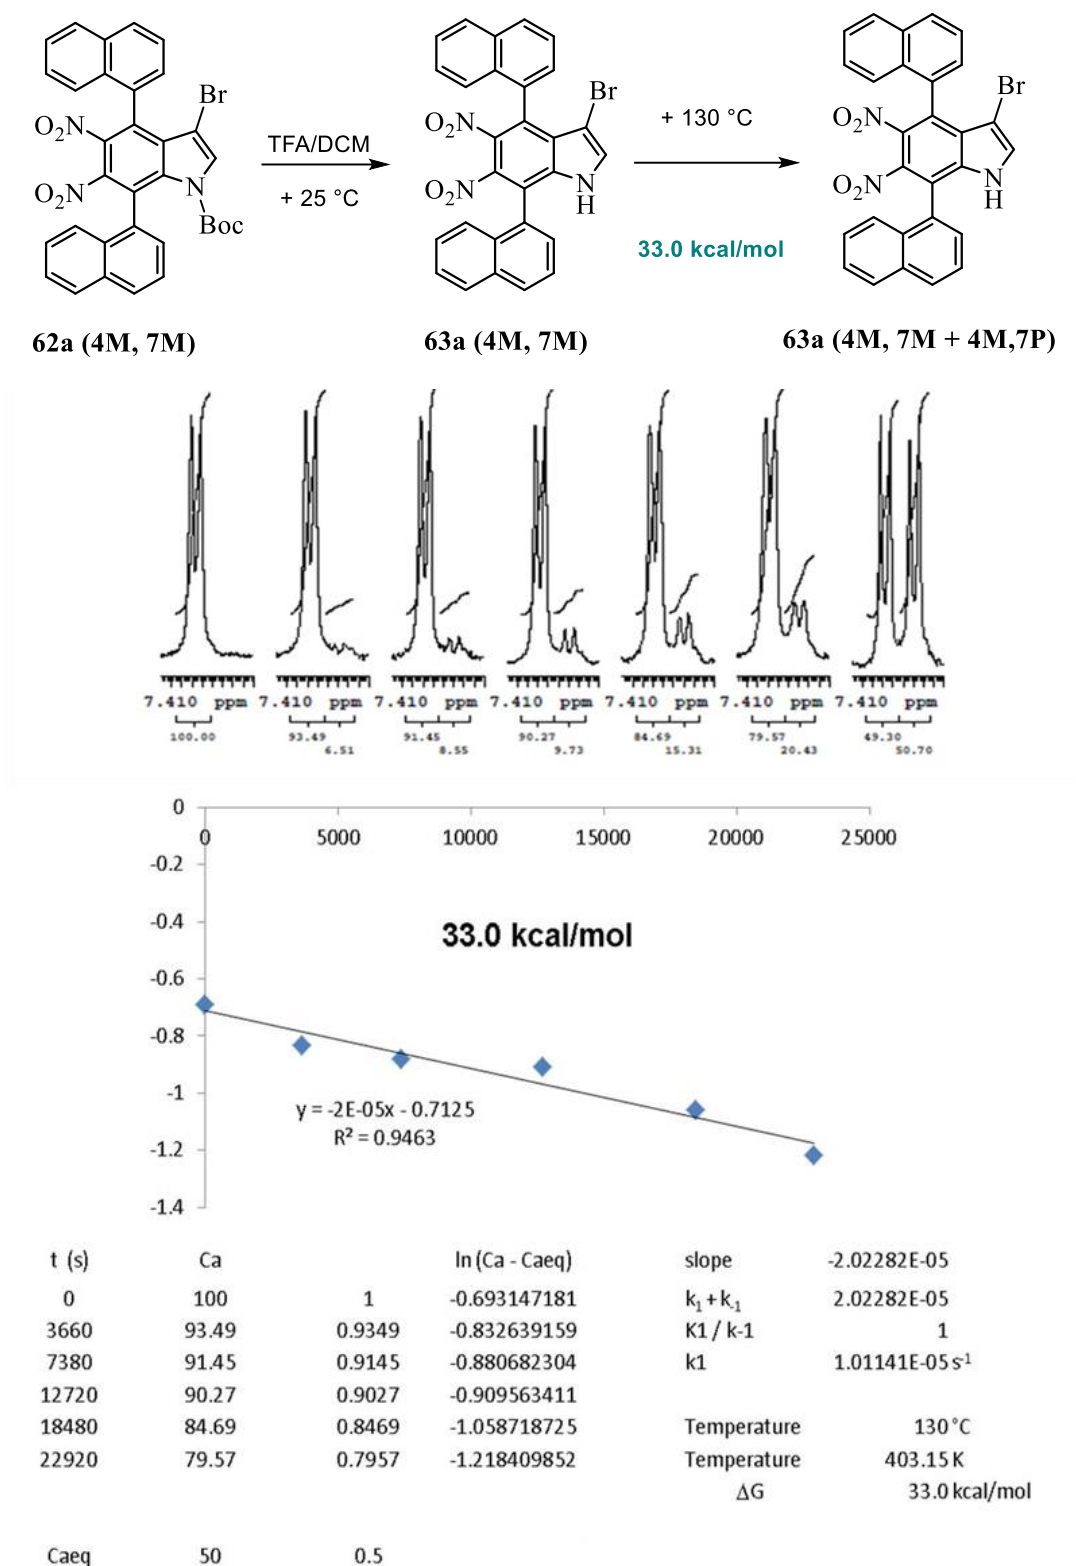 Br Br Br
O₂N O₂N O₂N
TFA/DCM + 130 °C
O₂N N O₂N N H O₂N N H
+ 25 °C
Boc
33.0 kcal/mol
62a (4M, 7M) 63a (4M, 7M) 63a (4M, 7M + 4M,7P)
7.410 ppm 7.410 ppm 7.410 ppm 7.410 ppm 7.410 ppm 7.410 ppm 7.410 ppm
100.00 93.49 91.45 90.27 84.69 79.57 49.30
6.51 8.55 9.73 15.31 20.43 50.70
0
0 5000 10000 15000 20000 25000
-0.2
-0.4
33.0 kcal/mol
-0.6
-0.8
-1
y = -2E-05x - 0.7125
R² = 0.9463
-1.2
-1.4
t (s) Ca ln (Ca - Caeq) slope -2.02282E-05
0 100 1 -0.693147181 k₁ + k₋₁ 2.02282E-05
3660 93.49 0.9349 -0.832639159 K1 / k-1 1
7380 91.45 0.9145 -0.880682304 k1 1.01141E-05 s⁻¹
12720 90.27 0.9027 -0.909563411
18480 84.69 0.8469 -1.058718725 Temperature 130 °C
22920 79.57 0.7957 -1.218409852 Temperature 403.15 K
ΔG 33.0 kcal/mol
Caeq 50 0.5